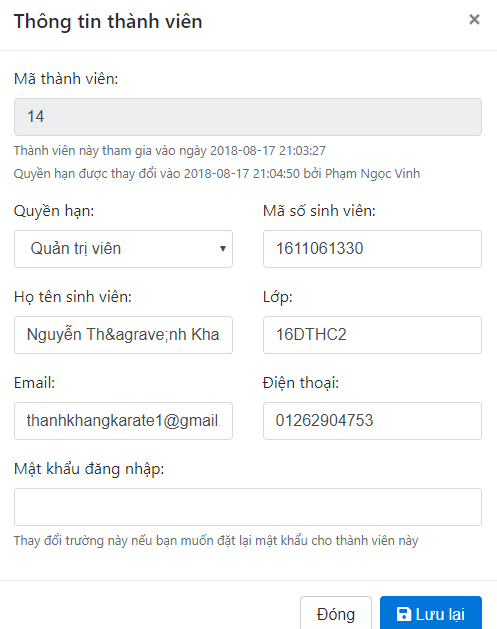 Thông tin thành viên ×
Mã thành viên:
14
Thành viên này tham gia vào ngày 2018-08-17 21:03:27
Quyền hạn được thay đổi vào 2018-08-17 21:04:50 bởi Phạm Ngọc Vinh
Quyền hạn: Mã số sinh viên:
Quản trị viên 1611061330
Họ tên sinh viên: Lớp:
Nguyễn Th&agrave;nh Kha 16DTHC2
Email: Điện thoại:
thanhkhangkarate1@gmail. 01262904753
Mật khẩu đăng nhập:
Thay đổi trường này nếu bạn muốn đặt lại mật khẩu cho thành viên này
Đóng Lưu lại